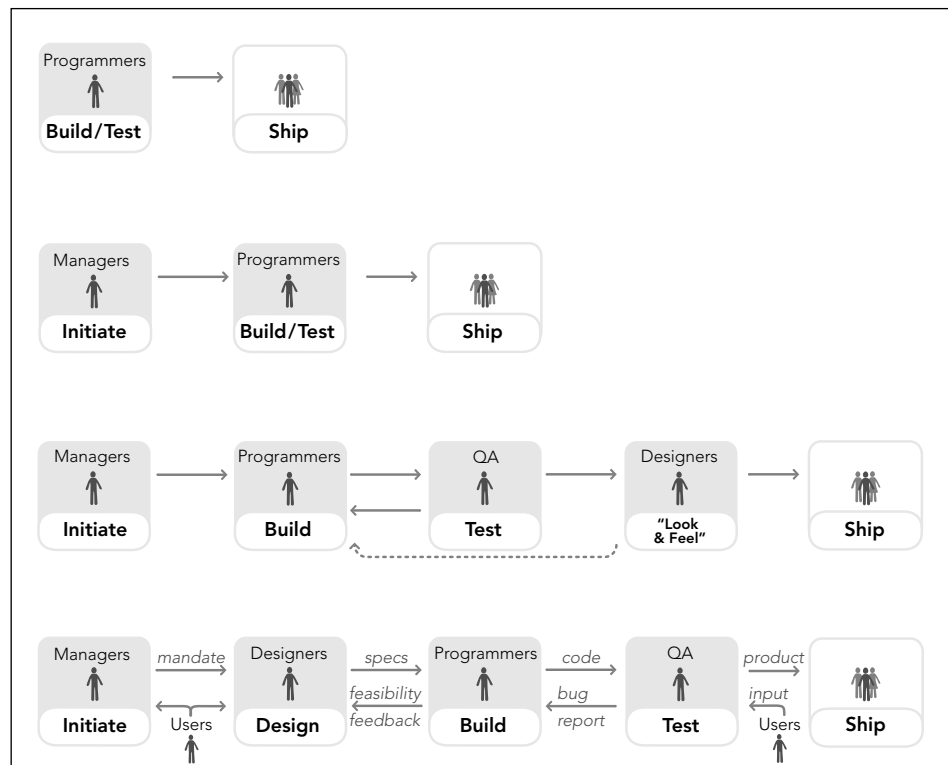 Programmers
Build/Test
Ship
Managers
Initiate
Programmers
Build/Test
Ship
Managers
Initiate
Programmers
Build
QA
Test
Designers
"Look
& Feel"
Ship
Managers
Initiate
mandate
Users
Designers
Design
specs
feasibility
feedback
Programmers
Build
code
bug
report
QA
Test
product
input
Users
Ship